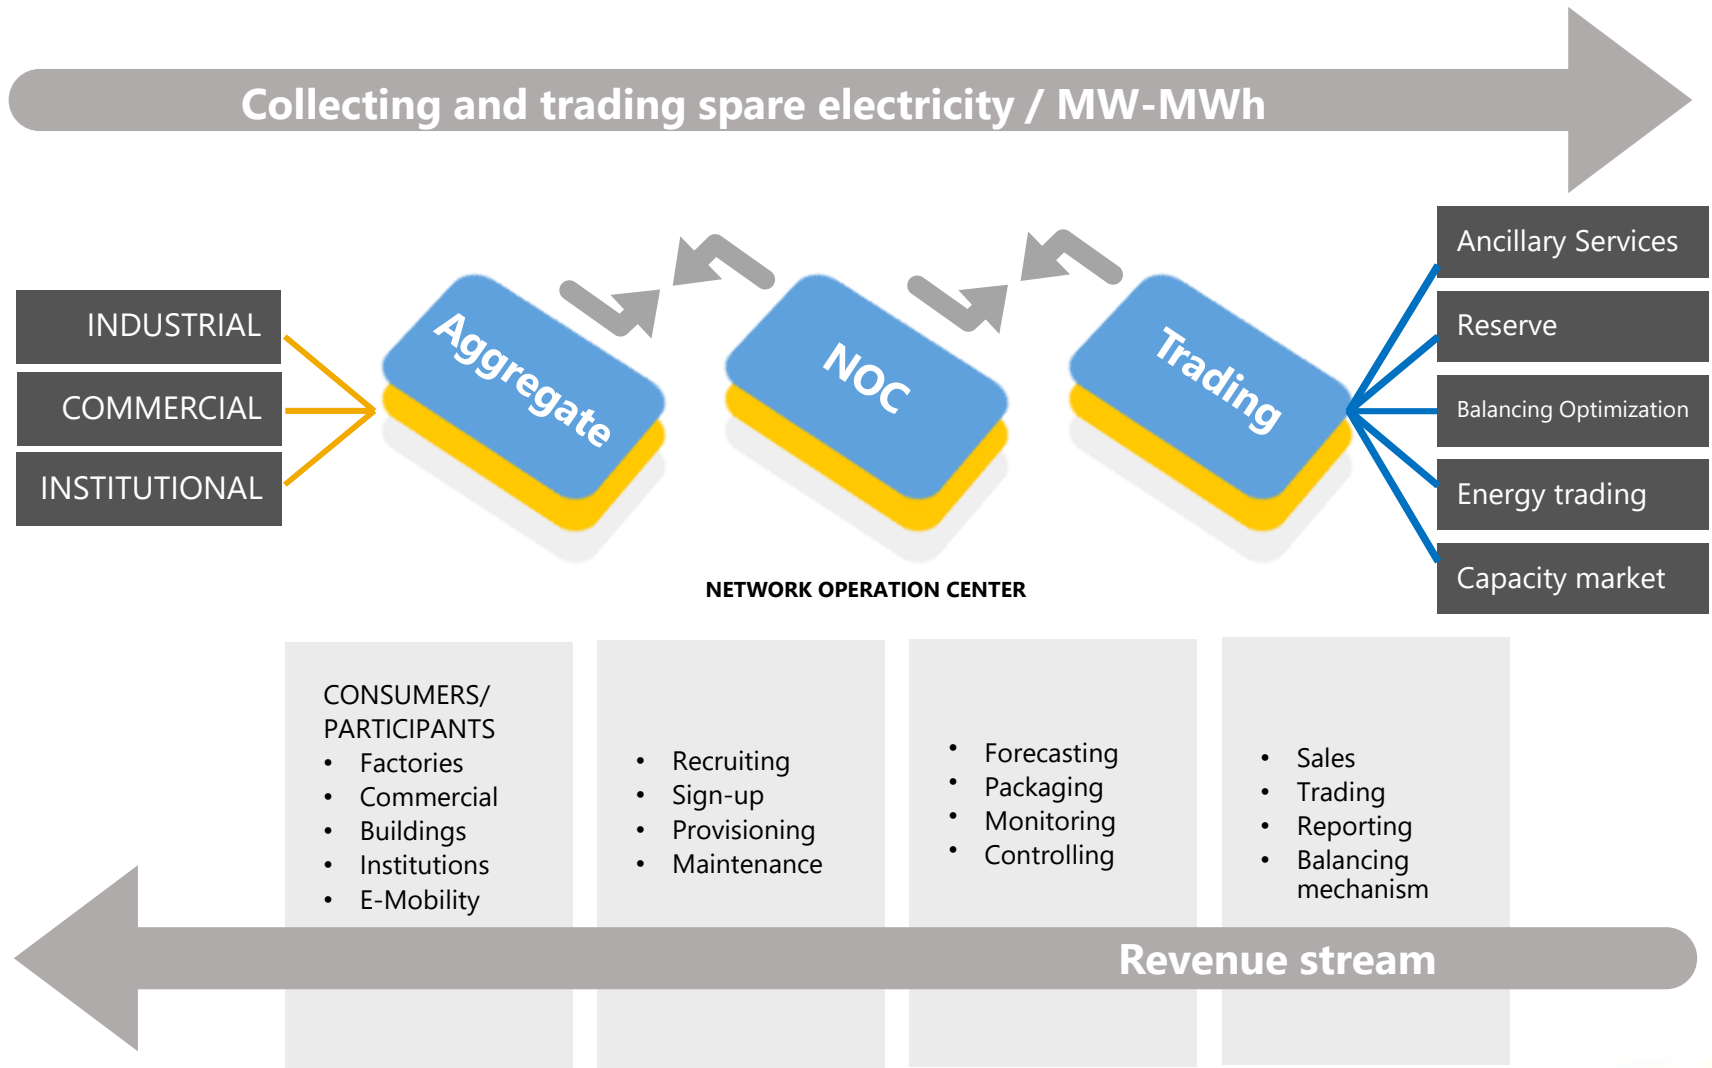 Collecting and trading spare electricity / MW-MWh
INDUSTRIAL
COMMERCIAL
INSTITUTIONAL
Aggregate
NOC
Trading
NETWORK OPERATION CENTER
Ancillary Services
Reserve
Balancing Optimization
Energy trading
Capacity market
CONSUMERS/
PARTICIPANTS
• Factories
• Commercial
• Buildings
• Institutions
• E-Mobility
• Recruiting
• Sign-up
• Provisioning
• Maintenance
• Forecasting
• Packaging
• Monitoring
• Controlling
• Sales
• Trading
• Reporting
• Balancing
mechanism
Revenue stream